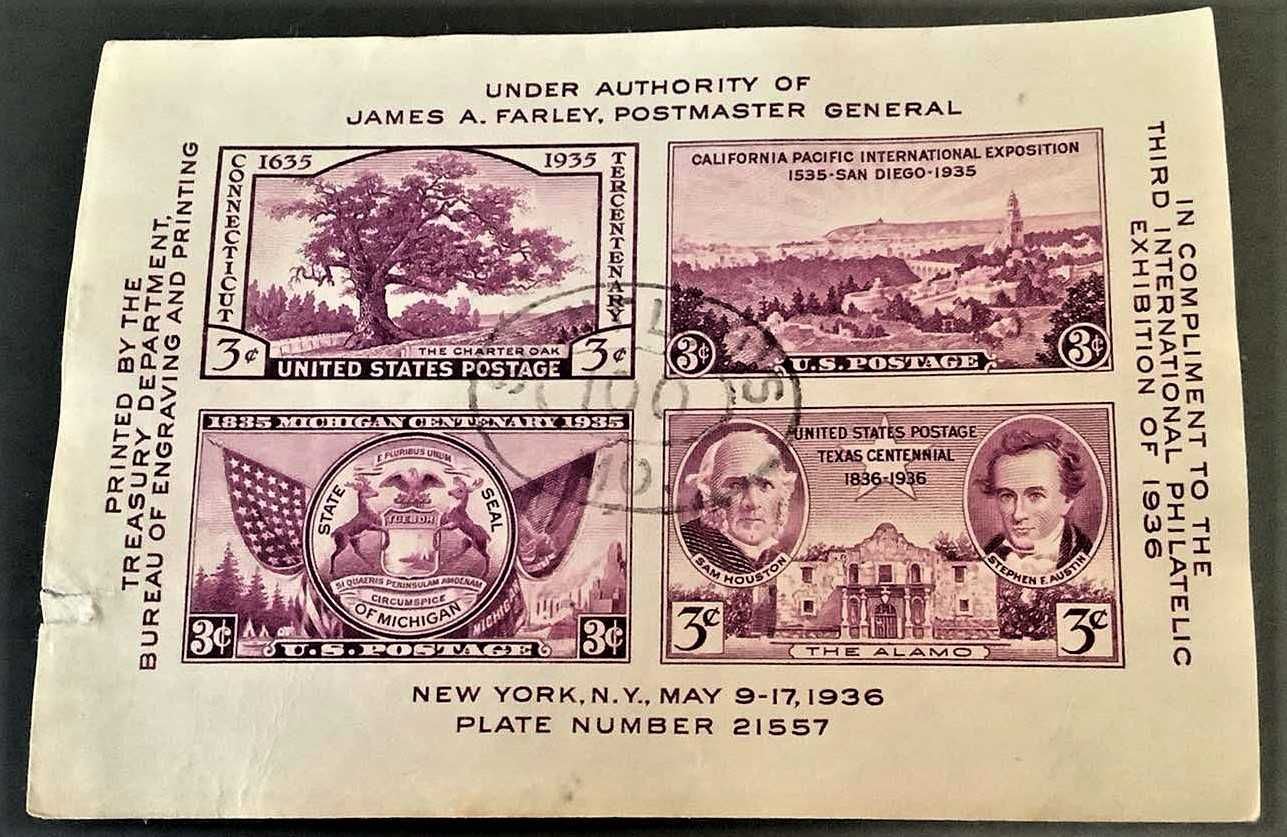 UNDER AUTHORITY OF
JAMES A. FARLEY, POSTMASTER GENERAL
PRINTED BY THE
TREASURY DEPARTMENT,
BUREAU OF ENGRAVING AND PRINTING
CONNECTICUT
1635
1935
TERCENTENARY
THE CHARTER OAK
3¢
UNITED STATES POSTAGE
3¢
CALIFORNIA PACIFIC INTERNATIONAL EXPOSITION
1535-SAN DIEGO-1935
3¢
U.S. POSTAGE
3¢
1835 MICHIGAN CENTENARY 1935
E PLURIBUS UNUM
STATE
SEAL
TUEBOR
SI QUAERIS PENINSULAM AMOENAM
CIRCUMSPICE
OF MICHIGAN
MICHIGAN
3¢
U.S. POSTAGE
3¢
UNITED STATES POSTAGE
TEXAS CENTENNIAL
1836-1936
SAM HOUSTON
STEPHEN F. AUSTIN
3¢
THE ALAMO
3¢
IN COMPLIMENT TO THE
THIRD INTERNATIONAL PHILATELIC
EXHIBITION OF 1936
NEW YORK, N.Y., MAY 9-17, 1936
PLATE NUMBER 21557